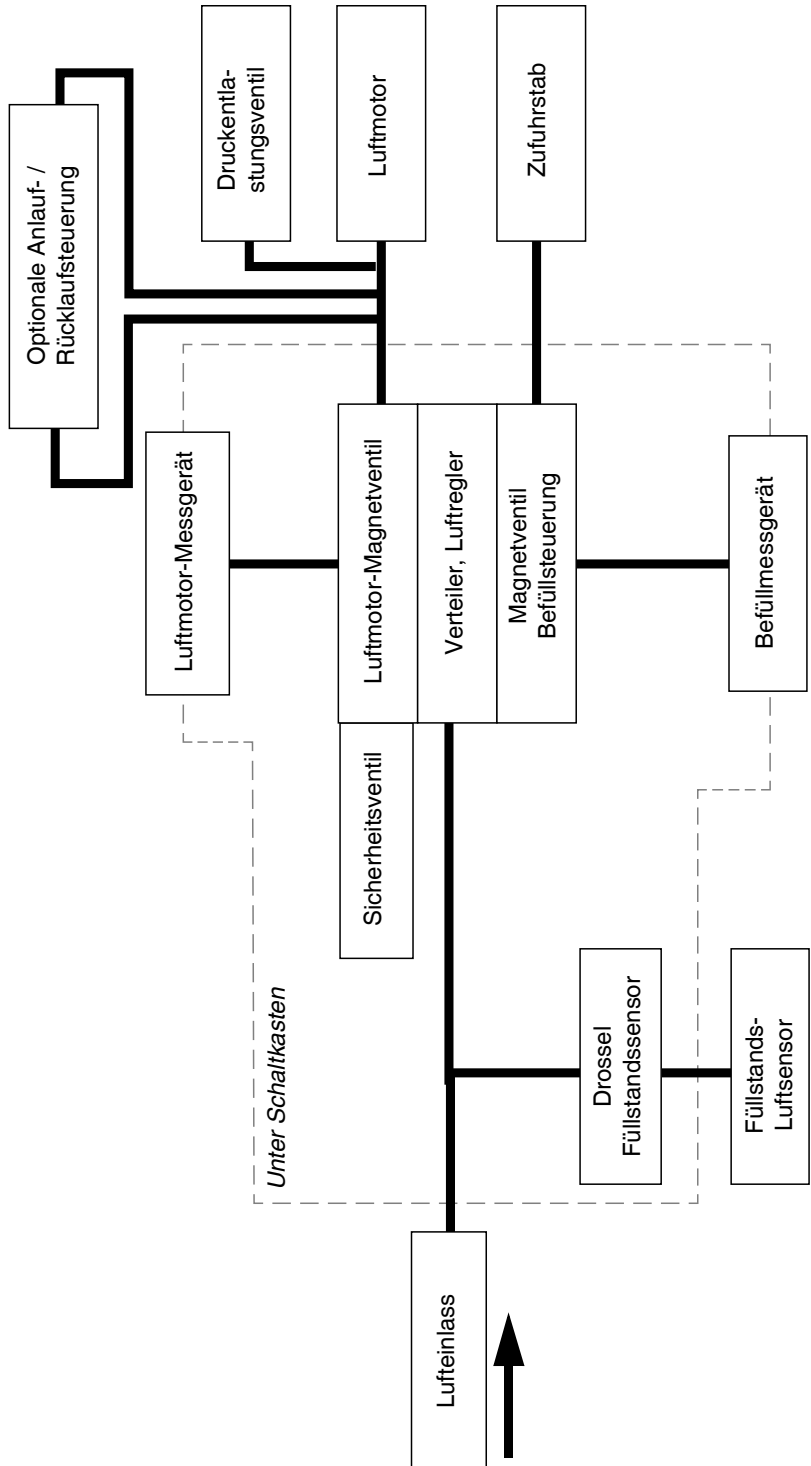 Optionale Anlauf- /
Rücklaufsteuerung
Druckentla-
stungsventil
Luftmotor
Zufuhrstab
Luftmotor-Messgerät
Luftmotor-Magnetventil
Verteiler, Luftregler
Magnetventil
Befüllsteuerung
Befüllmessgerät
Sicherheitsventil
Unter Schaltkasten
Drossel
Füllstandssensor
Füllstands-
Luftsensor
Lufteinlass